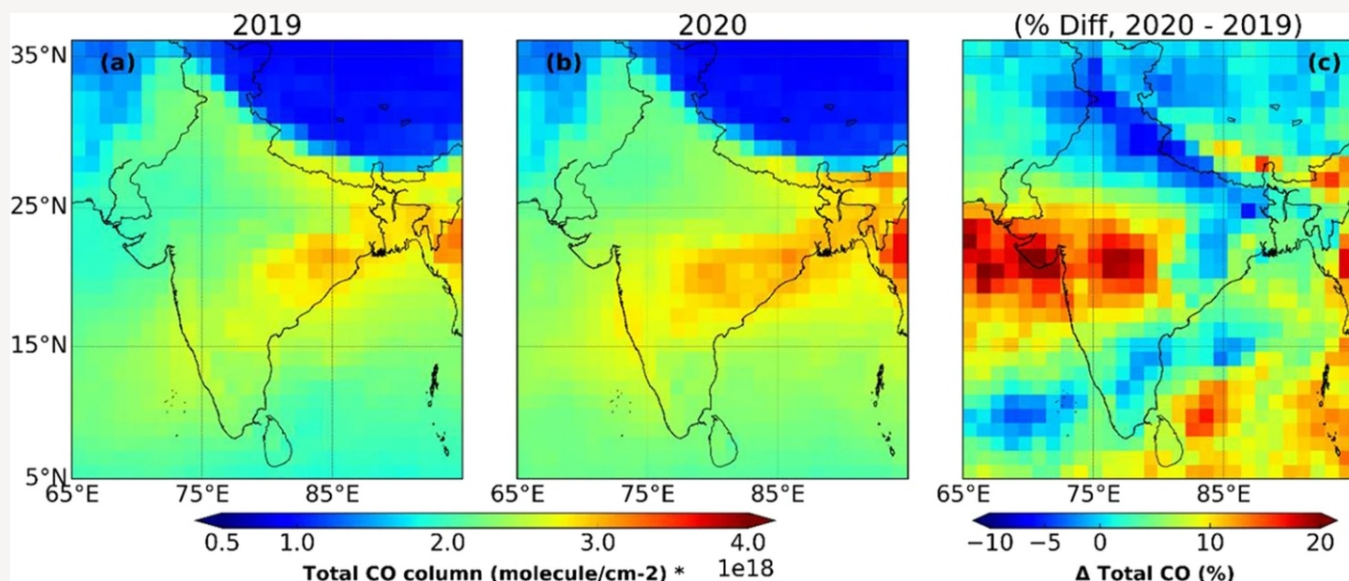 2019
2020
(% Diff, 2020 - 2019)
(a)
(b)
(c)
35°N
25°N
15°N
5°N
65°E 75°E 85°E
65°E 75°E 85°E
65°E 75°E 85°E
0.5 1.0 2.0 3.0 4.0
Total CO column (molecule/cm-2) * 1e18
−10 −5 0 10 20
Δ Total CO (%)